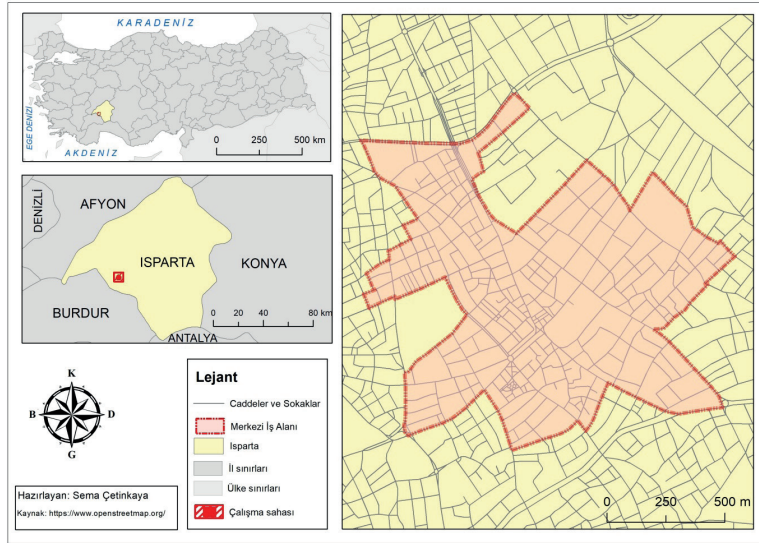 KARADENİZ
EGE DENİZİ
AKDENİZ
0 250 500 km
DENİZLİ
AFYON
ISPARTA
KONYA
BURDUR
ANTALYA
0 20 40 80 km
K
B D
G
Lejant
Caddeler ve Sokaklar
Merkezi İş Alanı
Isparta
İl sınırları
Ülke sınırları
Çalışma sahası
Hazırlayan: Sema Çetinkaya
Kaynak: https://www.openstreetmap.org/
0 250 500 m